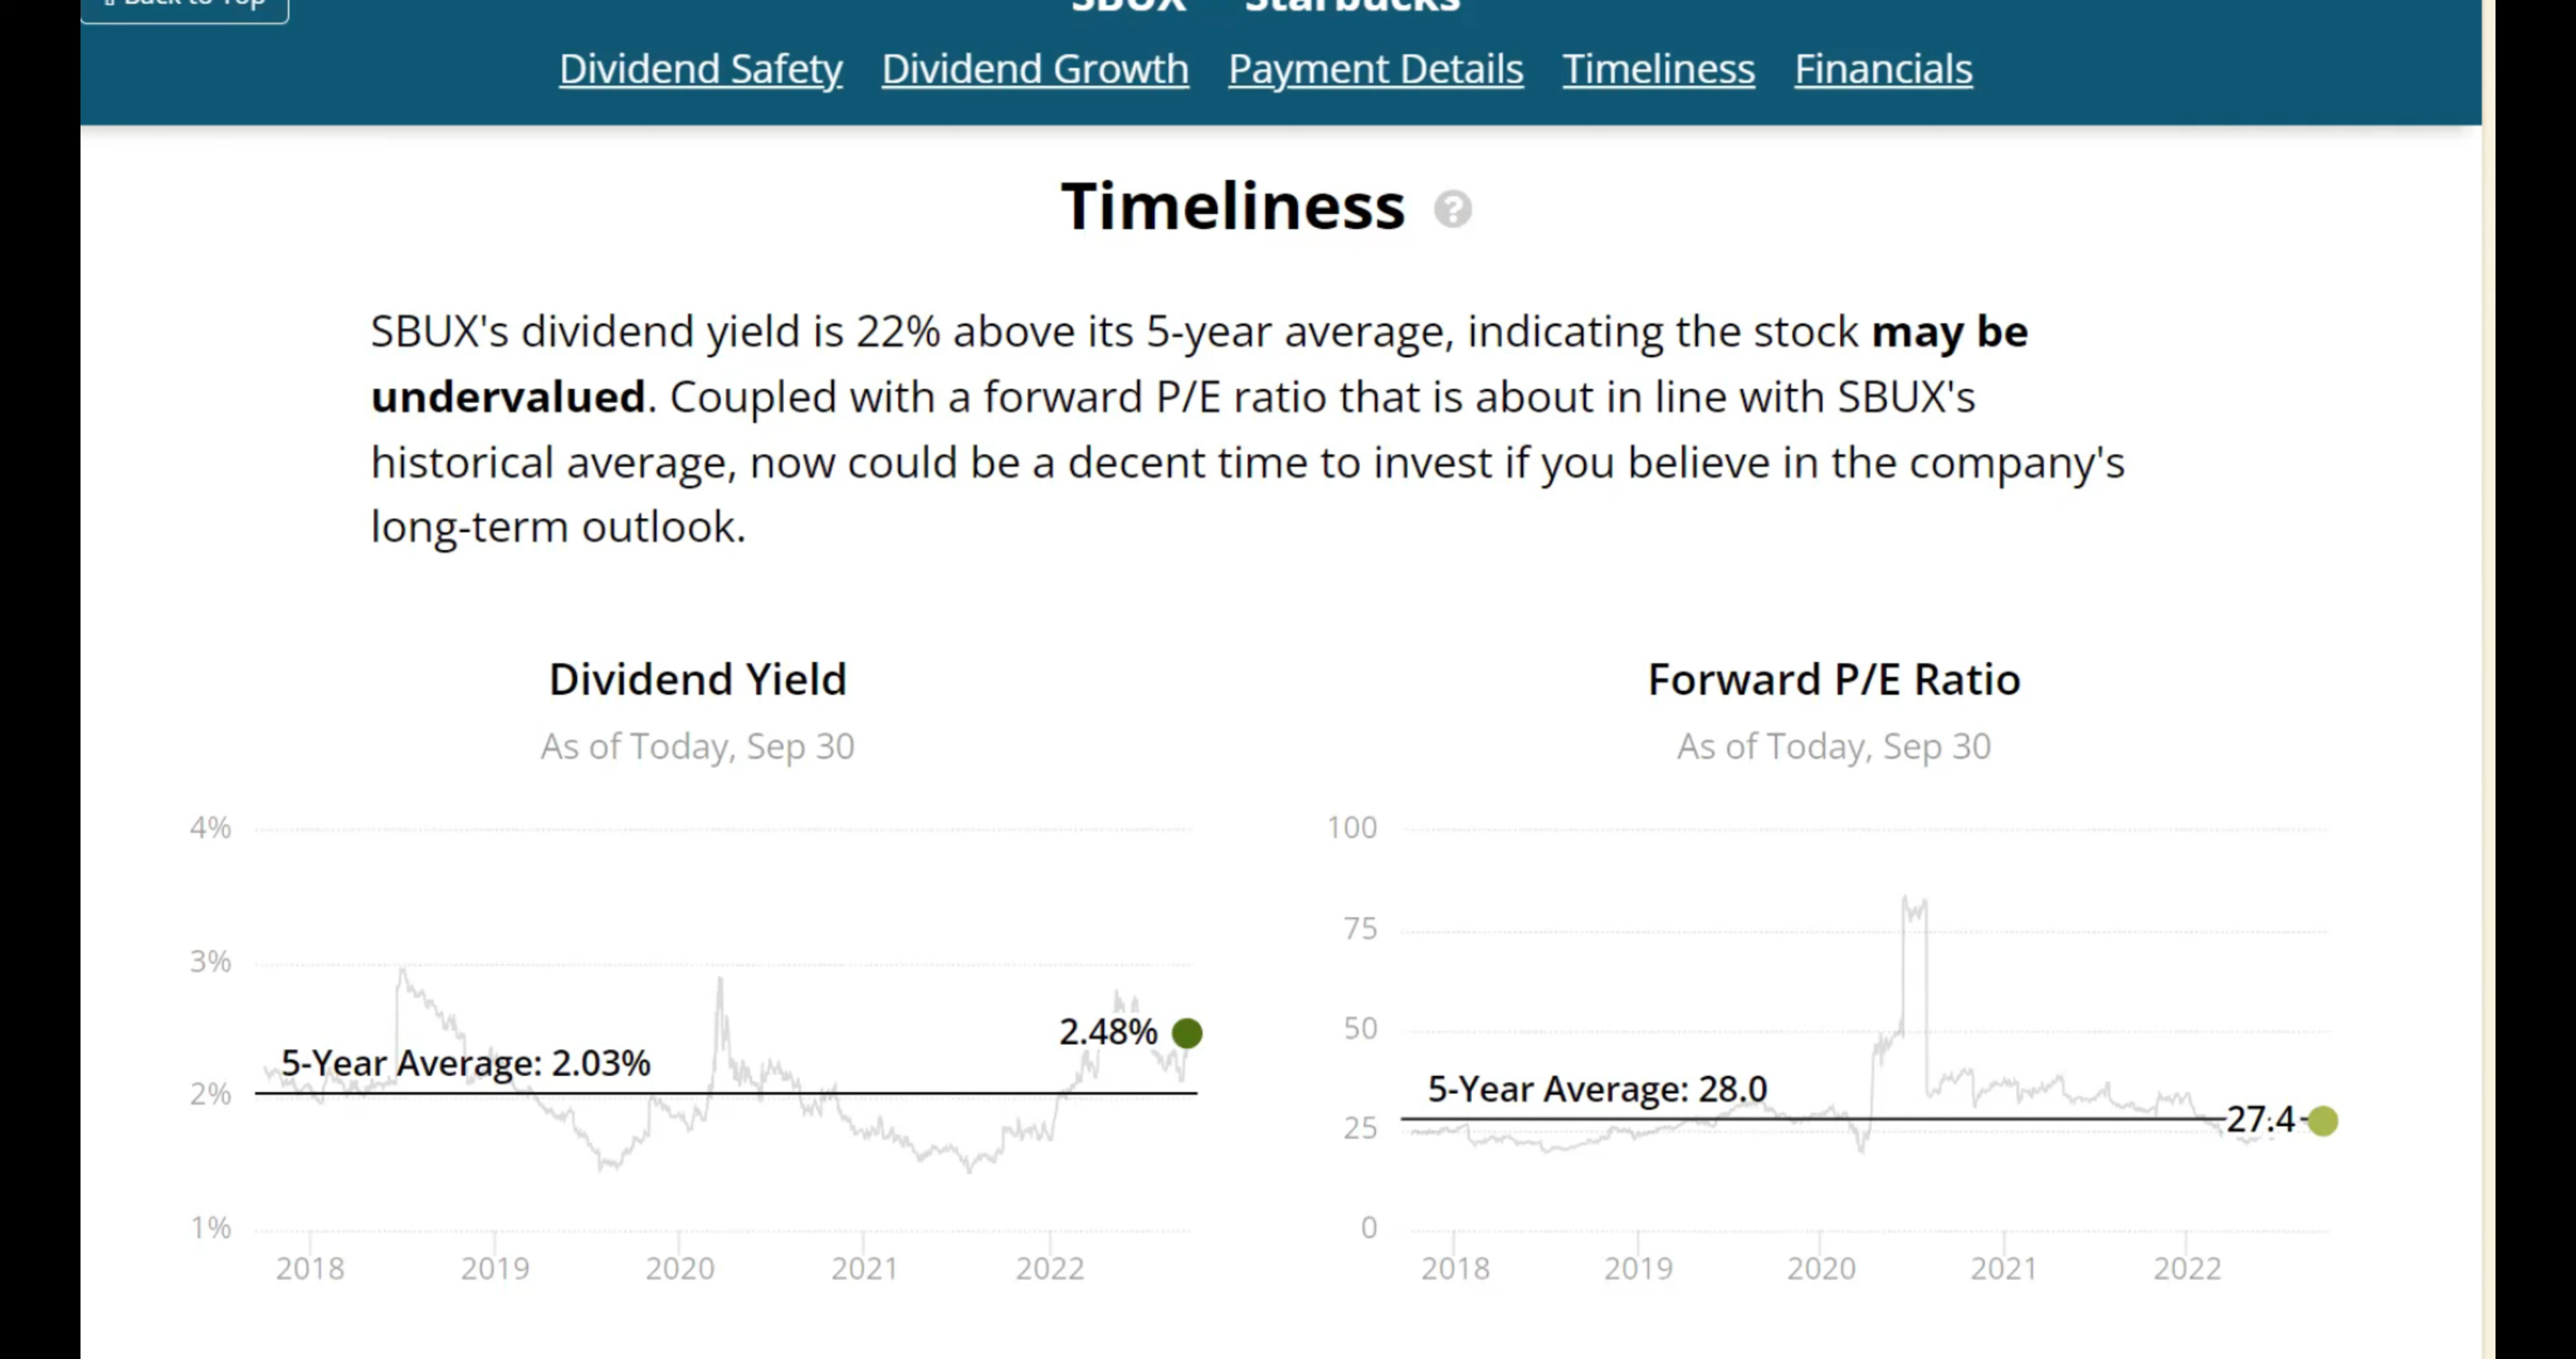 Back to Top
SBUX Starbucks
Dividend Safety Dividend Growth Payment Details Timeliness Financials
Timeliness ?
SBUX's dividend yield is 22% above its 5-year average, indicating the stock may be
undervalued. Coupled with a forward P/E ratio that is about in line with SBUX's
historical average, now could be a decent time to invest if you believe in the company's
long-term outlook.
Dividend Yield
As of Today, Sep 30
4%
3%
2%
1%
5-Year Average: 2.03%
2.48%
2018 2019 2020 2021 2022
Forward P/E Ratio
As of Today, Sep 30
100
75
50
25
0
5-Year Average: 28.0
27.4
2018 2019 2020 2021 2022